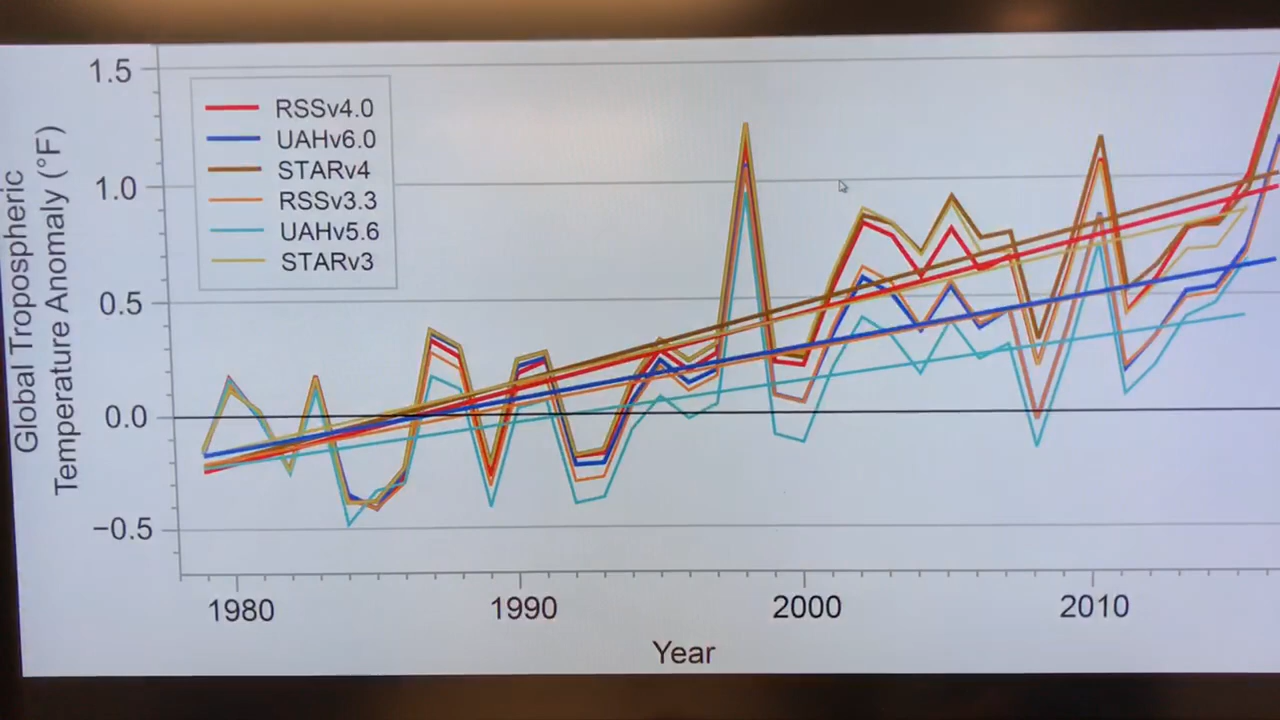 Global Tropospheric
Temperature Anomaly (°F)
1.5
1.0
0.5
0.0
−0.5
RSSv4.0
UAHv6.0
STARv4
RSSv3.3
UAHv5.6
STARv3
1980 1990 2000 2010
Year